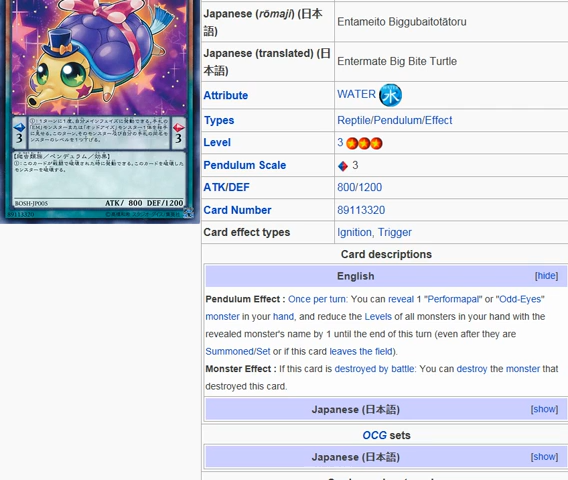 Japanese (rōmaji) (日本語)
Entameito Biggubaitotātoru
Japanese (translated) (日本語)
Entermate Big Bite Turtle
Attribute
WATER 水
Types
Reptile/Pendulum/Effect
Level
3
Pendulum Scale
3
ATK/DEF
800/1200
Card Number
89113320
Card effect types
Ignition, Trigger
Card descriptions
English [hide]
Pendulum Effect : Once per turn: You can reveal 1 "Performapal" or "Odd-Eyes"
monster in your hand, and reduce the Levels of all monsters in your hand with the
revealed monster's name by 1 until the end of this turn (even after they are
Summoned/Set or if this card leaves the field).
Monster Effect : If this card is destroyed by battle: You can destroy the monster that
destroyed this card.
Japanese (日本語) [show]
OCG sets
Japanese (日本語) [show]
3
3
BOSH-JP005
ATK/ 800 DEF/1200
89113320